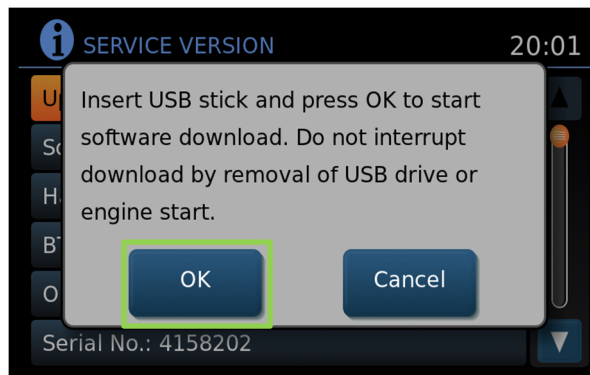 SERVICE VERSION
20:01
Insert USB stick and press OK to start
software download. Do not interrupt
download by removal of USB drive or
engine start.
OK
Cancel
Serial No.: 4158202